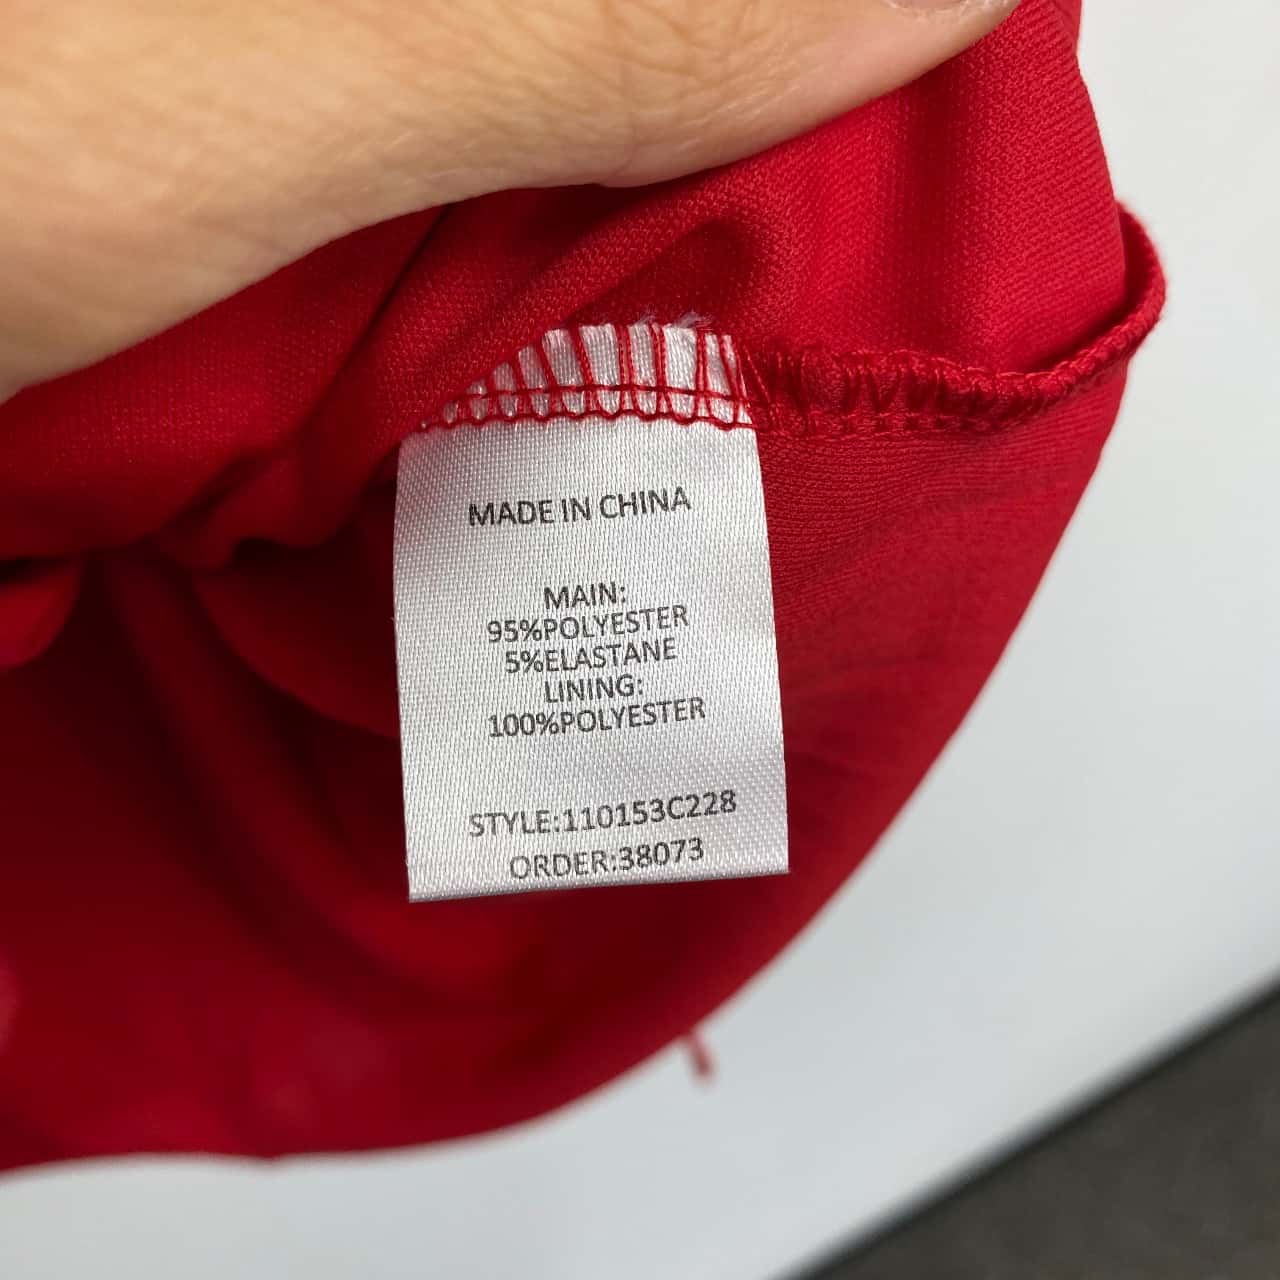 MADE IN CHINA
MAIN:
95%POLYESTER
5%ELASTANE
LINING:
100%POLYESTER
STYLE:110153C228
ORDER:38073